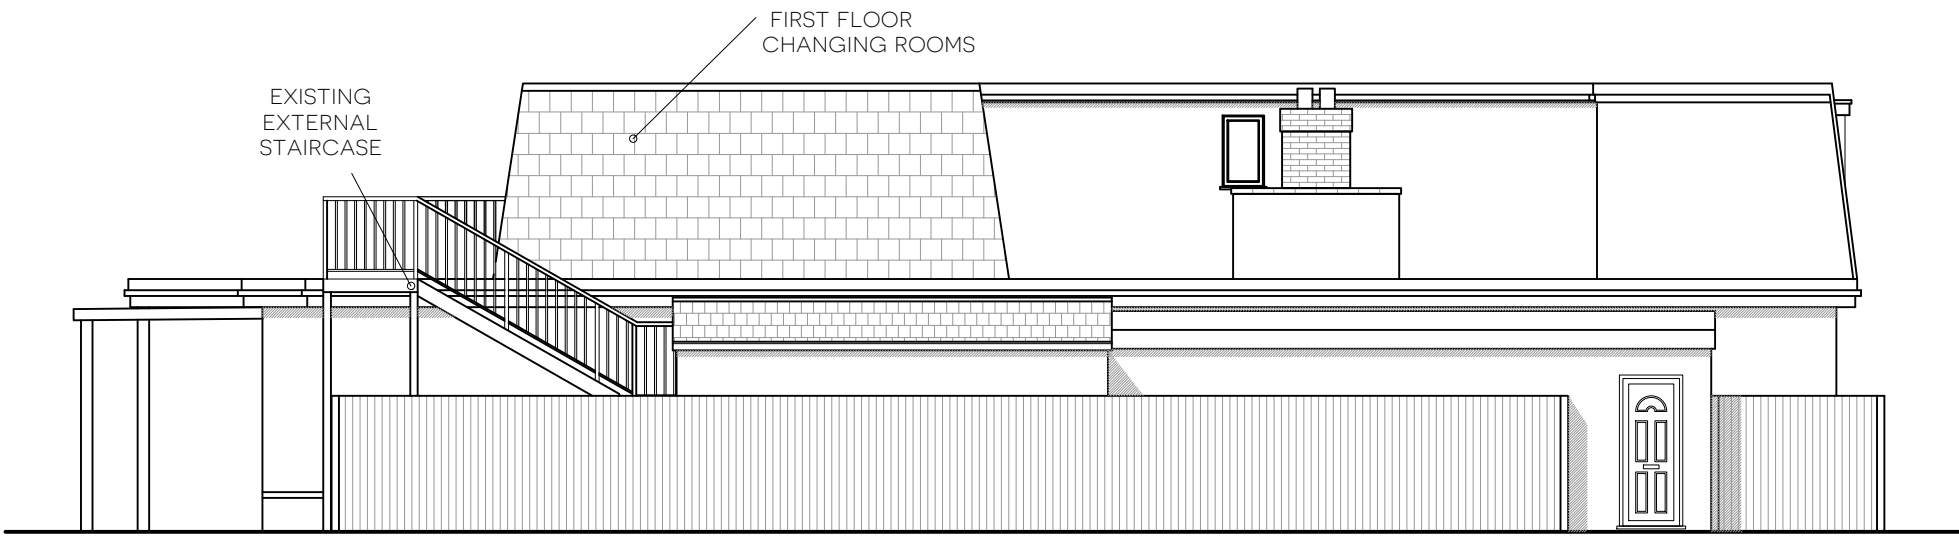 FIRST FLOOR
CHANGING ROOMS
EXISTING
EXTERNAL
STAIRCASE